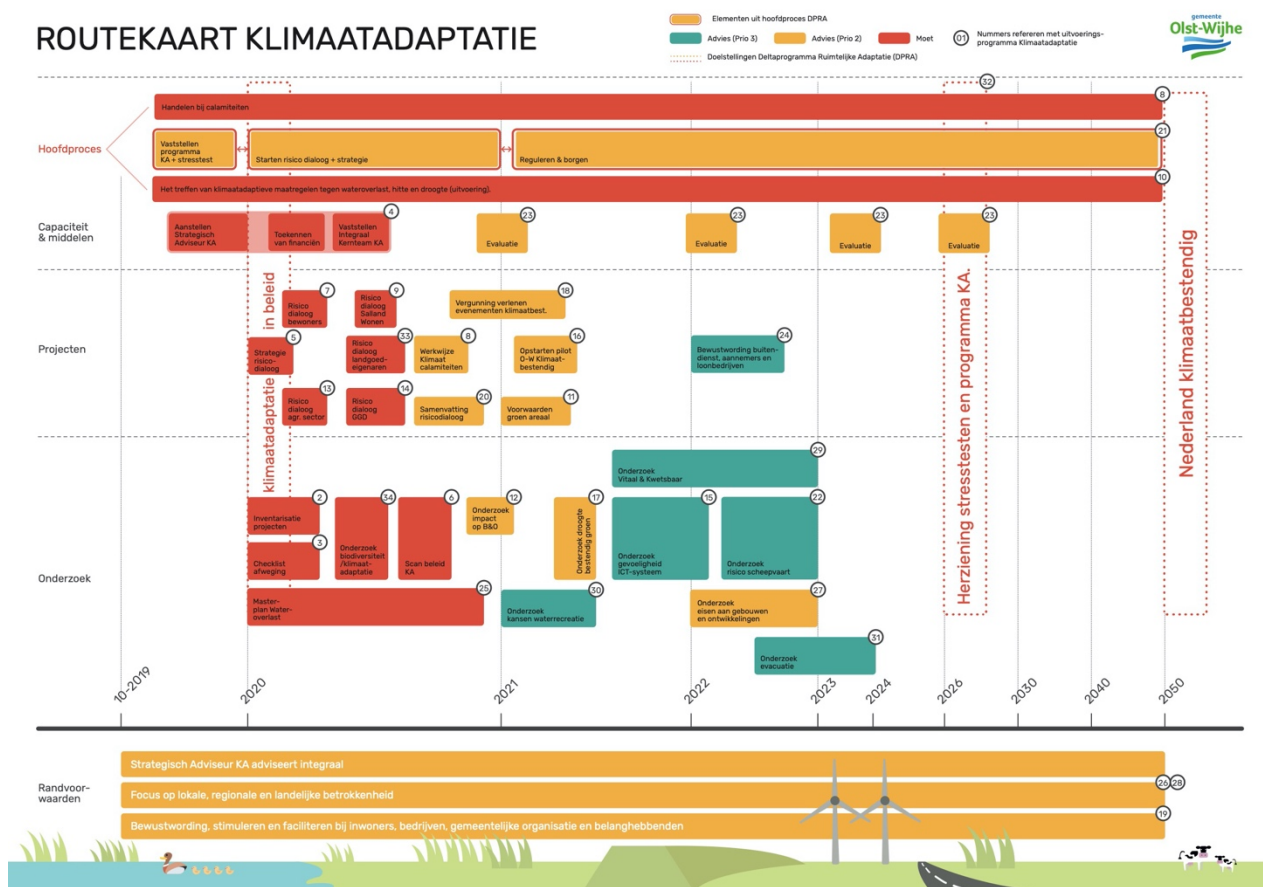 ROUTEKAART KLIMAATADAPTATIE
Elementen uit hoofdproces DPRA
Advies (Prio 3)
Advies (Prio 2)
Moet
01
Nummers refereren met uitvoerings-
programma Klimaatadaptatie
Doelstellingen Deltaprogramma Ruimtelijke Adaptatie (DPRA)
gemeente
Olst-Wijhe
32
Hoofdproces
Handelen bij calamiteiten
8
Vaststellen
programma
KA + stresstest
Starten risico dialoog + strategie
Reguleren & borgen
21
Het treffen van klimaatadaptieve maatregelen tegen wateroverlast, hitte en droogte (uitvoering).
10
Capaciteit
& middelen
Aanstellen
Strategisch
Adviseur KA
Toekennen
van financiën
Vaststellen
Integraal
Kernteam KA
4
Evaluatie
23
Evaluatie
23
Evaluatie
23
Evaluatie
23
klimaatadaptatie in beleid
Herziening stresstesten en programma KA.
Nederland klimaatbestendig
Projecten
Risico
dialoog
bewoners
7
Risico
dialoog
Salland
Wonen
9
Vergunning verlenen
evenementen klimaatbest.
18
Strategie
risico-
dialoog
5
Risico
dialoog
landgoed-
eigenaren
33
Werkwijze
Klimaat
calamiteiten
8
Opstarten pilot
O-W Klimaat-
bestendig
16
Bewustwording buiten-
dienst, aannemers en
loonbedrijven
24
Risico
dialoog
agr. sector
13
Risico
dialoog
GGD
14
Samenvatting
risicodialoog
20
Voorwaarden
groen areaal
11
Onderzoek
Onderzoek
Vitaal & Kwetsbaar
29
Inventarisatie
projecten
2
Checklist
afweging
3
Onderzoek
biodiversiteit
/klimaat-
adaptatie
34
Scan beleid
KA
6
Onderzoek
impact
op B&O
12
Onderzoek droogte
bestendig groen
17
Onderzoek
gevoeligheid
ICT-systeem
15
Onderzoek
risico scheepvaart
22
Master-
plan Water-
overlast
25
Onderzoek
kansen waterrecreatie
30
Onderzoek
eisen aan gebouwen
en ontwikkelingen
27
Onderzoek
evacuatie
31
10-2019
2020
2021
2022
2023
2024
2026
2030
2040
2050
Randvoor-
waarden
Strategisch Adviseur KA adviseert integraal
Focus op lokale, regionale en landelijke betrokkenheid
26 28
Bewustwording, stimuleren en faciliteren bij inwoners, bedrijven, gemeentelijke organisatie en belanghebbenden
19